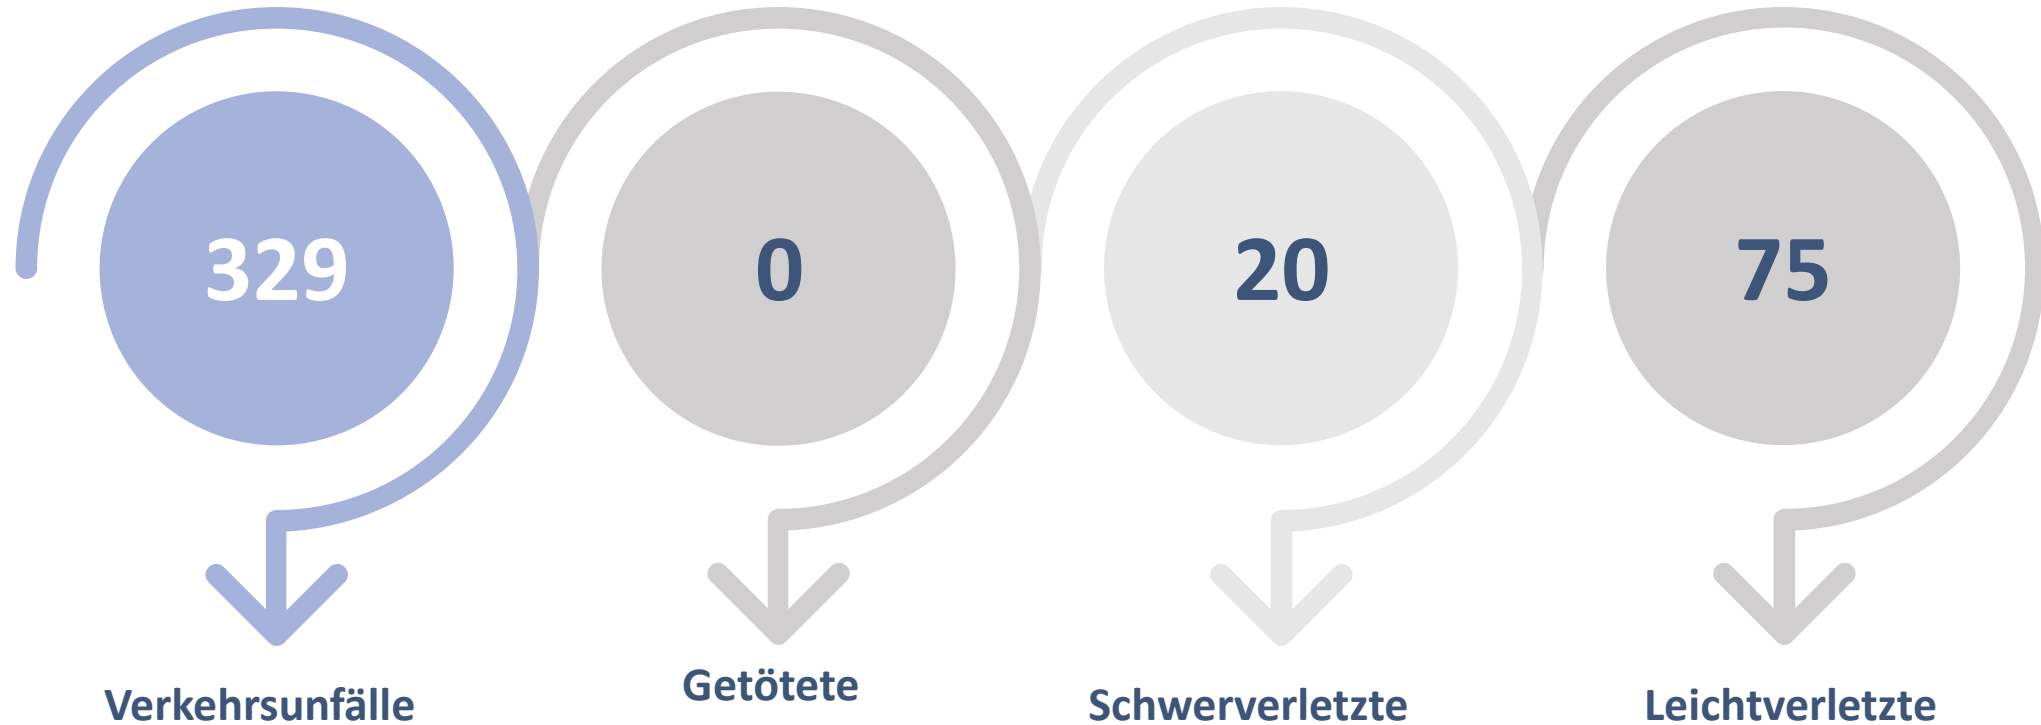 329
0
20
75
Verkehrsunfälle
Getötete
Schwerverletzte
Leichtverletzte